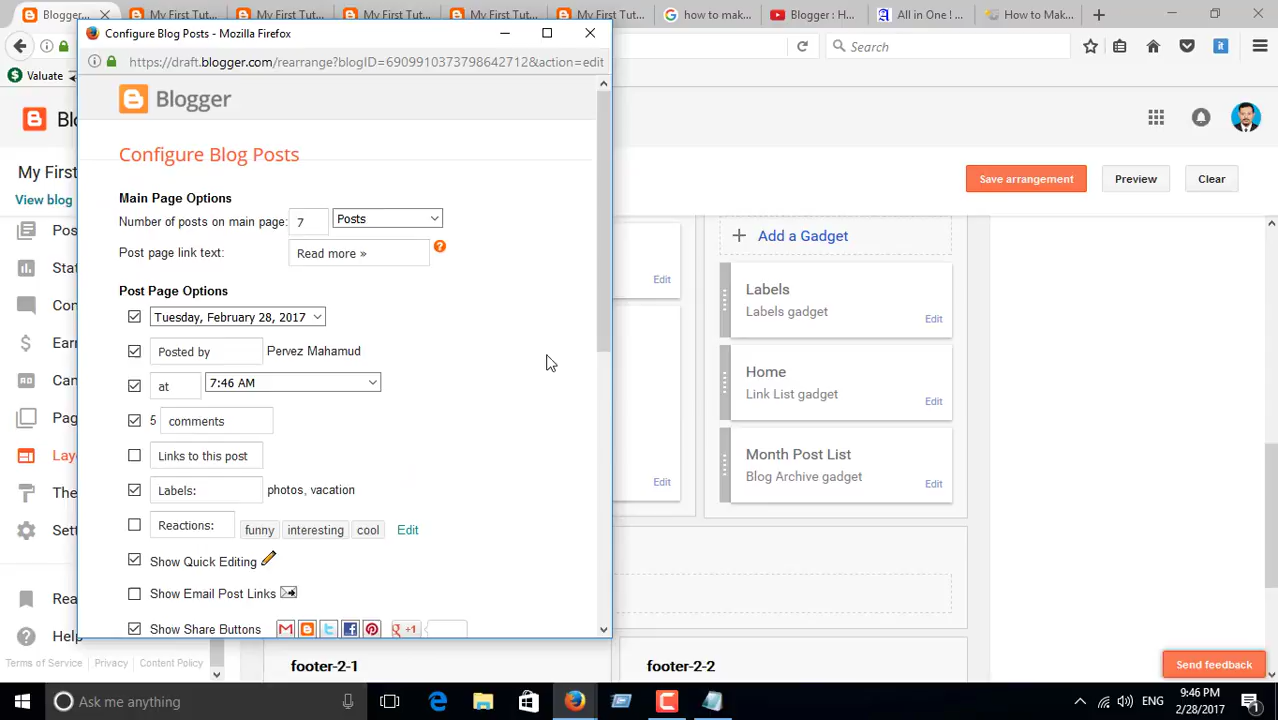 Blogger...
My First Tut...
My First Tut...
My First Tut...
My First Tut...
My First Tut...
how to mak...
Blogger : H...
All in One ! ...
How to Mak...
Configure Blog Posts - Mozilla Firefox
https://draft.blogger.com/rearrange?blogID=6909910373798642712&action=edit
Search
Valuate
Blogger
Blo
Configure Blog Posts
My First
View blog
Save arrangement
Preview
Clear
Main Page Options
Number of posts on main page: 7 Posts
Post page link text: Read more »
Post Page Options
Tuesday, February 28, 2017
Posted by Pervez Mahamud
at 7:46 AM
5 comments
Links to this post
Labels: photos, vacation
Reactions: funny interesting cool Edit
Show Quick Editing
Show Email Post Links
Show Share Buttons g +1
Pos
Stat
Con
Earr
Can
Pag
Lay
The
Sett
Rea
Help
Terms of Service | Privacy | Content Policy
Edit
Edit
Add a Gadget
Labels
Labels gadget
Edit
Home
Link List gadget
Edit
Month Post List
Blog Archive gadget
Edit
footer-2-1
footer-2-2
Send feedback
Ask me anything
ENG
9:46 PM
2/28/2017
1